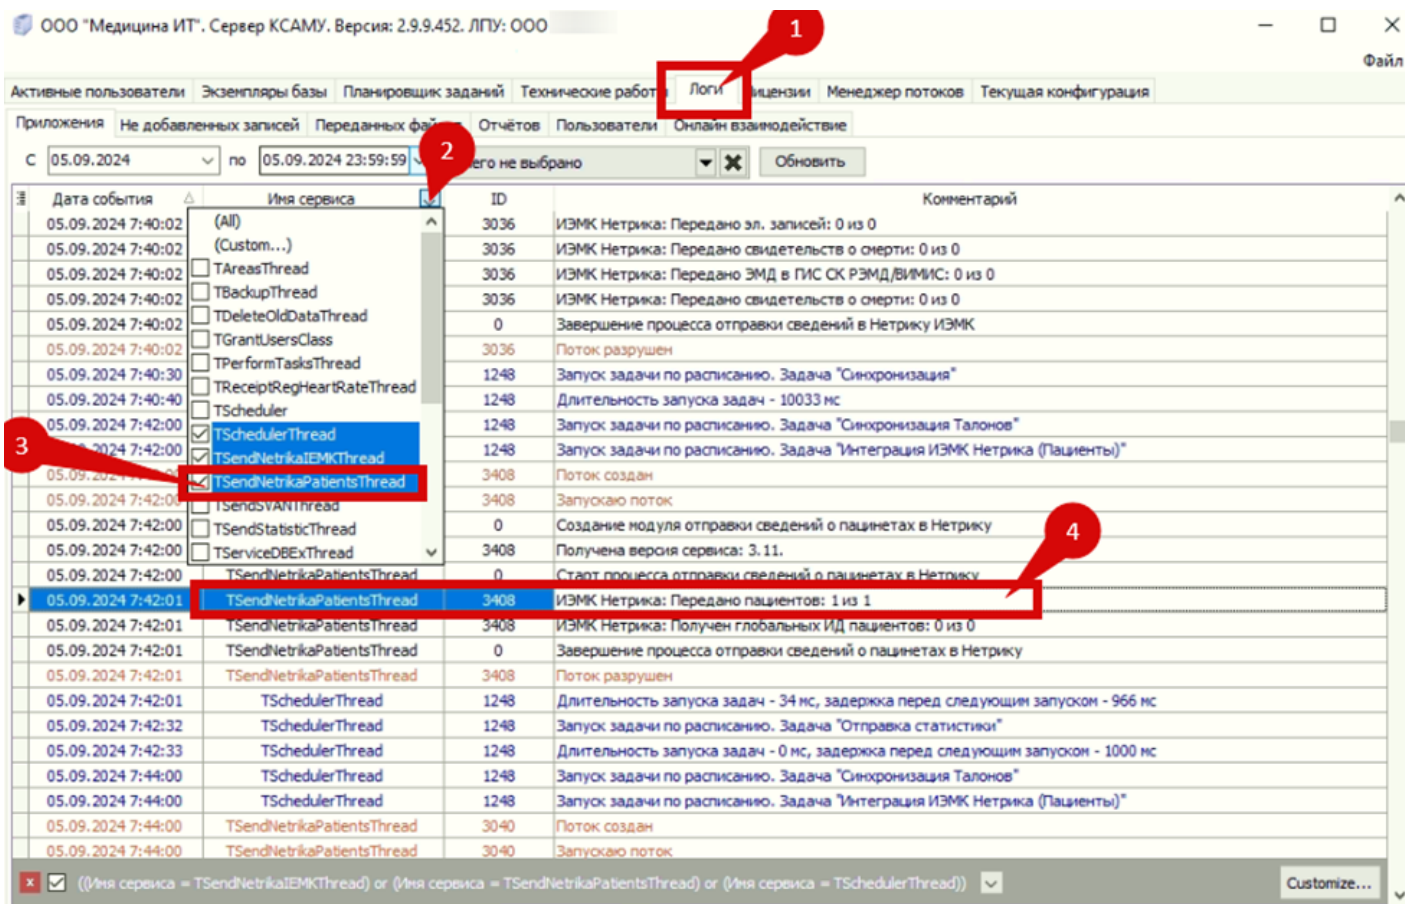 ООО "Медицина ИТ". Сервер КСАМУ. Версия: 2.9.9.452. ЛПУ: ООО
1
Файл
Активные пользователи Экземпляры базы Планировщик заданий Технические работ Логи ицензии Менеджер потоков Текущая конфигурация
Приложения Не добавленных записей Переданных фай Отчётов Пользователи Онлайн взаимодействие
С 05.09.2024 по 05.09.2024 23:59:59 2 его не выбрано Обновить
Дата события Имя сервиса ID Комментарий
05.09.2024 7:40:02 (All) 3036 ИЭМК Нетрика: Передано эл. записей: 0 из 0
05.09.2024 7:40:02 (Custom...) 3036 ИЭМК Нетрика: Передано свидетельств о смерти: 0 из 0
05.09.2024 7:40:02 TAreasThread 3036 ИЭМК Нетрика: Передано ЭМД в ГИС СК РЭМД/ВИМИС: 0 из 0
05.09.2024 7:40:02 TBackupThread 3036 ИЭМК Нетрика: Передано свидетельств о смерти: 0 из 0
05.09.2024 7:40:02 TDeleteOldDataThread 0 Завершение процесса отправки сведений в Нетрику ИЭМК
05.09.2024 7:40:02 TGrantUsersClass 3036 Поток разрушен
05.09.2024 7:40:30 TPerformTasksThread 1248 Запуск задачи по расписанию. Задача "Синхронизация"
05.09.2024 7:40:40 TReceiptRegHeartRateThread 1248 Длительность запуска задач - 10033 мс
05.09.2024 7:42:00 TScheduler 1248 Запуск задачи по расписанию. Задача "Синхронизация Талонов"
3 2024 7:42:00 TSchedulerThread 1248 Запуск задачи по расписанию. Задача "Интеграция ИЭМК Нетрика (Пациенты)"
TSendNetrikaIEMKThread
05.09.2024 TSendNetrikaPatientsThread 3408 Поток создан
05.09.2024 7:42:00 TSendSVANThread 3408 Запускаю поток
05.09.2024 7:42:00 TSendStatisticThread 0 Создание модуля отправки сведений о пацинетах в Нетрику 4
05.09.2024 7:42:00 TServiceDBExThread 3408 Получена версия сервиса: 3.11.
05.09.2024 7:42:00 TSendNetrikaPatientsThread 0 Старт процесса отправки сведений о пацинетах в Нетрику
05.09.2024 7:42:01 TSendNetrikaPatientsThread 3408 ИЭМК Нетрика: Передано пациентов: 1 из 1
05.09.2024 7:42:01 TSendNetrikaPatientsThread 3408 ИЭМК Нетрика: Получен глобальных ИД пациентов: 0 из 0
05.09.2024 7:42:01 TSendNetrikaPatientsThread 0 Завершение процесса отправки сведений о пацинетах в Нетрику
05.09.2024 7:42:01 TSendNetrikaPatientsThread 3408 Поток разрушен
05.09.2024 7:42:01 TSchedulerThread 1248 Длительность запуска задач - 34 мс, задержка перед следующим запуском - 966 мс
05.09.2024 7:42:32 TSchedulerThread 1248 Запуск задачи по расписанию. Задача "Отправка статистики"
05.09.2024 7:42:33 TSchedulerThread 1248 Длительность запуска задач - 0 мс, задержка перед следующим запуском - 1000 мс
05.09.2024 7:44:00 TSchedulerThread 1248 Запуск задачи по расписанию. Задача "Синхронизация Талонов"
05.09.2024 7:44:00 TSchedulerThread 1248 Запуск задачи по расписанию. Задача "Интеграция ИЭМК Нетрика (Пациенты)"
05.09.2024 7:44:00 TSendNetrikaPatientsThread 3040 Поток создан
05.09.2024 7:44:00 TSendNetrikaPatientsThread 3040 Запускаю поток
((Имя сервиса = TSendNetrikaIEMKThread) or (Имя сервиса = TSendNetrikaPatientsThread) or (Имя сервиса = TSchedulerThread)) Customize...